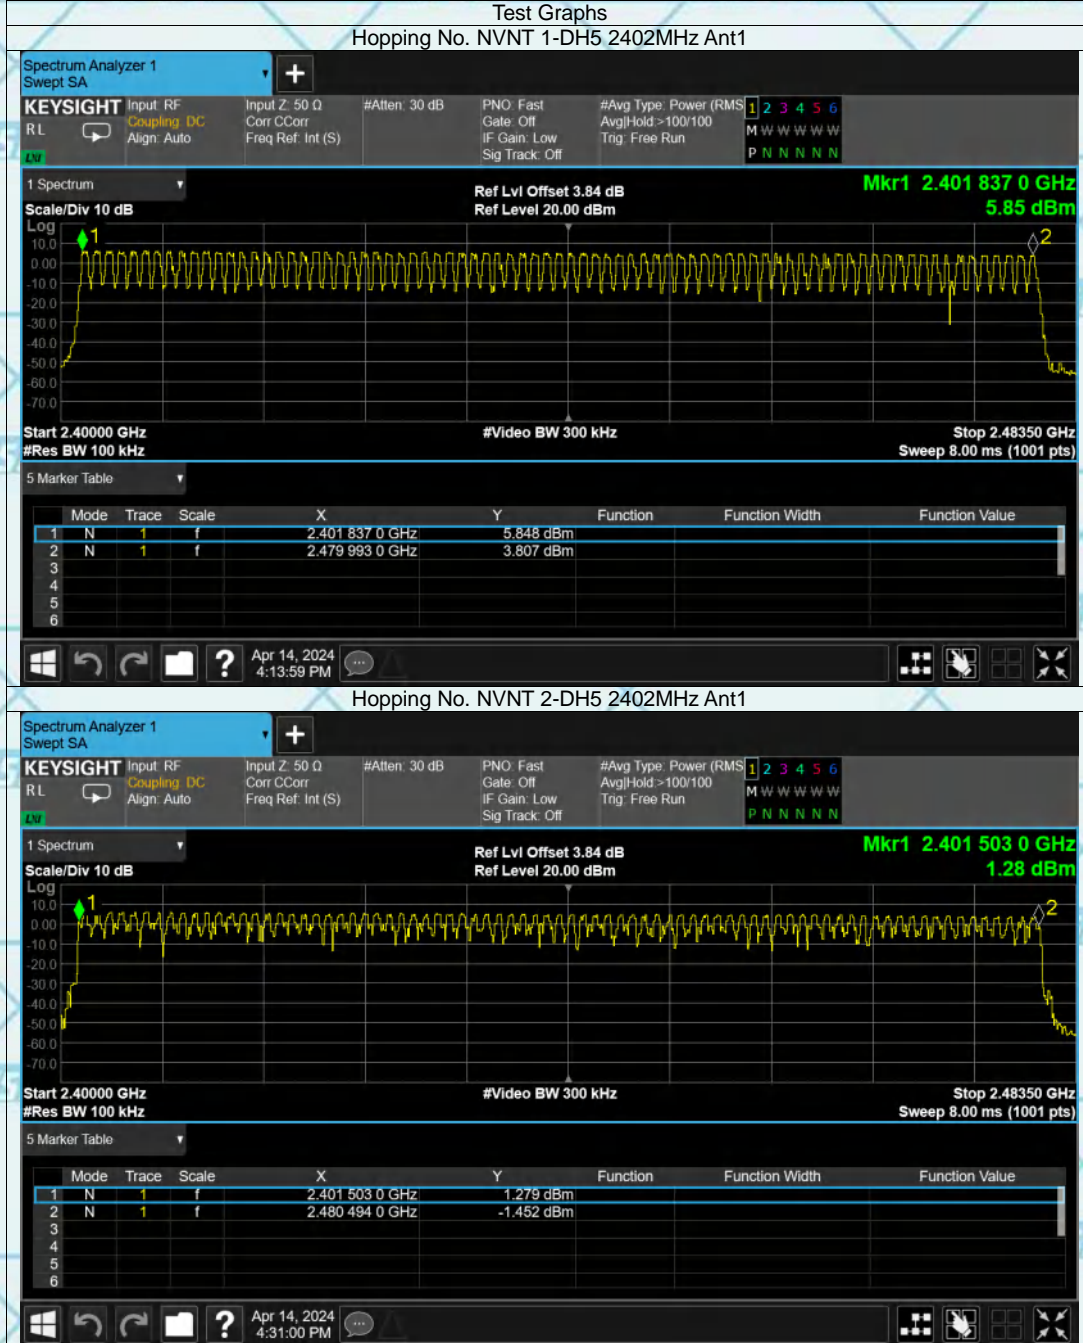 Test Graphs
Hopping No. NVNT 1-DH5 2402MHz Ant1
Spectrum Analyzer 1
Swept SA
+
KEYSIGHT Input: RF Input Z: 50 Ω #Atten: 30 dB PNO: Fast #Avg Type: Power (RMS 1 2 3 4 5 6
RL Coupling: DC Corr CCorr Gate: Off Avg|Hold:>100/100 M W W W W W
Align: Auto Freq Ref: Int (S) IF Gain: Low Trig: Free Run
LXI Sig Track: Off P N N N N N
1 Spectrum Ref Lvl Offset 3.84 dB Mkr1 2.401 837 0 GHz
Scale/Div 10 dB Ref Level 20.00 dBm 5.85 dBm
Log
1 2
10.0
0.00
-10.0
-20.0
-30.0
-40.0
-50.0
-60.0
-70.0
Start 2.40000 GHz #Video BW 300 kHz Stop 2.48350 GHz
#Res BW 100 kHz Sweep 8.00 ms (1001 pts)
5 Marker Table
Mode Trace Scale X Y Function Function Width Function Value
1 N 1 f 2.401 837 0 GHz 5.848 dBm
2 N 1 f 2.479 993 0 GHz 3.807 dBm
3
4
5
6
? Apr 14, 2024
4:13:59 PM
Hopping No. NVNT 2-DH5 2402MHz Ant1
Spectrum Analyzer 1
Swept SA
+
KEYSIGHT Input: RF Input Z: 50 Ω #Atten: 30 dB PNO: Fast #Avg Type: Power (RMS 1 2 3 4 5 6
RL Coupling: DC Corr CCorr Gate: Off Avg|Hold:>100/100 M W W W W W
Align: Auto Freq Ref: Int (S) IF Gain: Low Trig: Free Run
LXI Sig Track: Off P N N N N N
1 Spectrum Ref Lvl Offset 3.84 dB Mkr1 2.401 503 0 GHz
Scale/Div 10 dB Ref Level 20.00 dBm 1.28 dBm
Log
1 2
10.0
0.00
-10.0
-20.0
-30.0
-40.0
-50.0
-60.0
-70.0
Start 2.40000 GHz #Video BW 300 kHz Stop 2.48350 GHz
#Res BW 100 kHz Sweep 8.00 ms (1001 pts)
5 Marker Table
Mode Trace Scale X Y Function Function Width Function Value
1 N 1 f 2.401 503 0 GHz 1.279 dBm
2 N 1 f 2.480 494 0 GHz -1.452 dBm
3
4
5
6
? Apr 14, 2024
4:31:00 PM